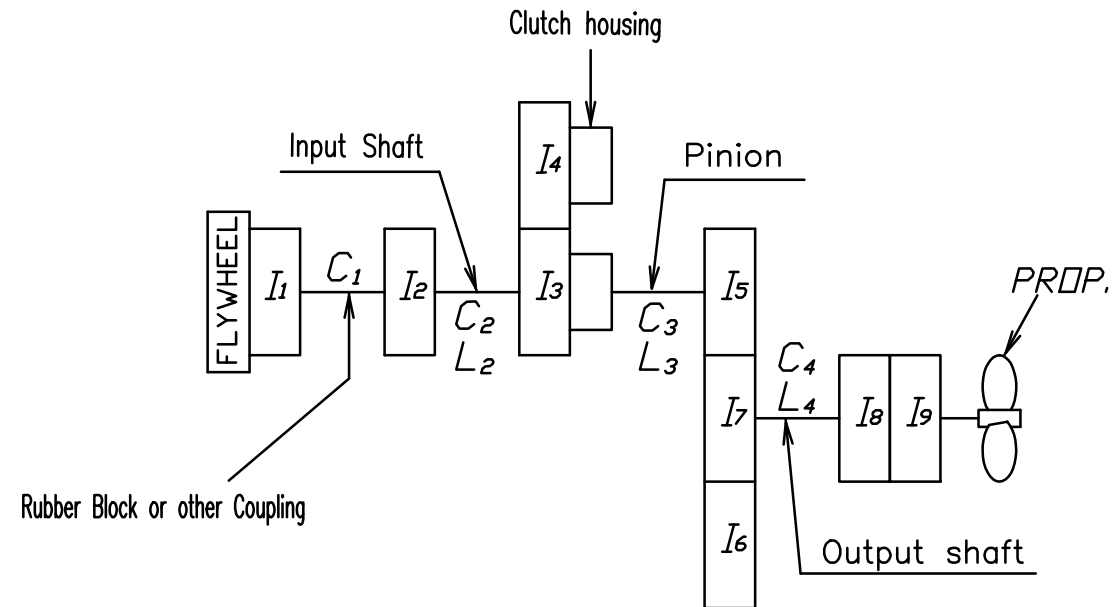 Clutch housing
Input Shaft
I4
Pinion
FLYWHEEL
I1
C1
I2
C2
L2
I3
C3
L3
I5
PROP.
C4
L4
I7
I8
I9
Rubber Block or other Coupling
I6
Output shaft